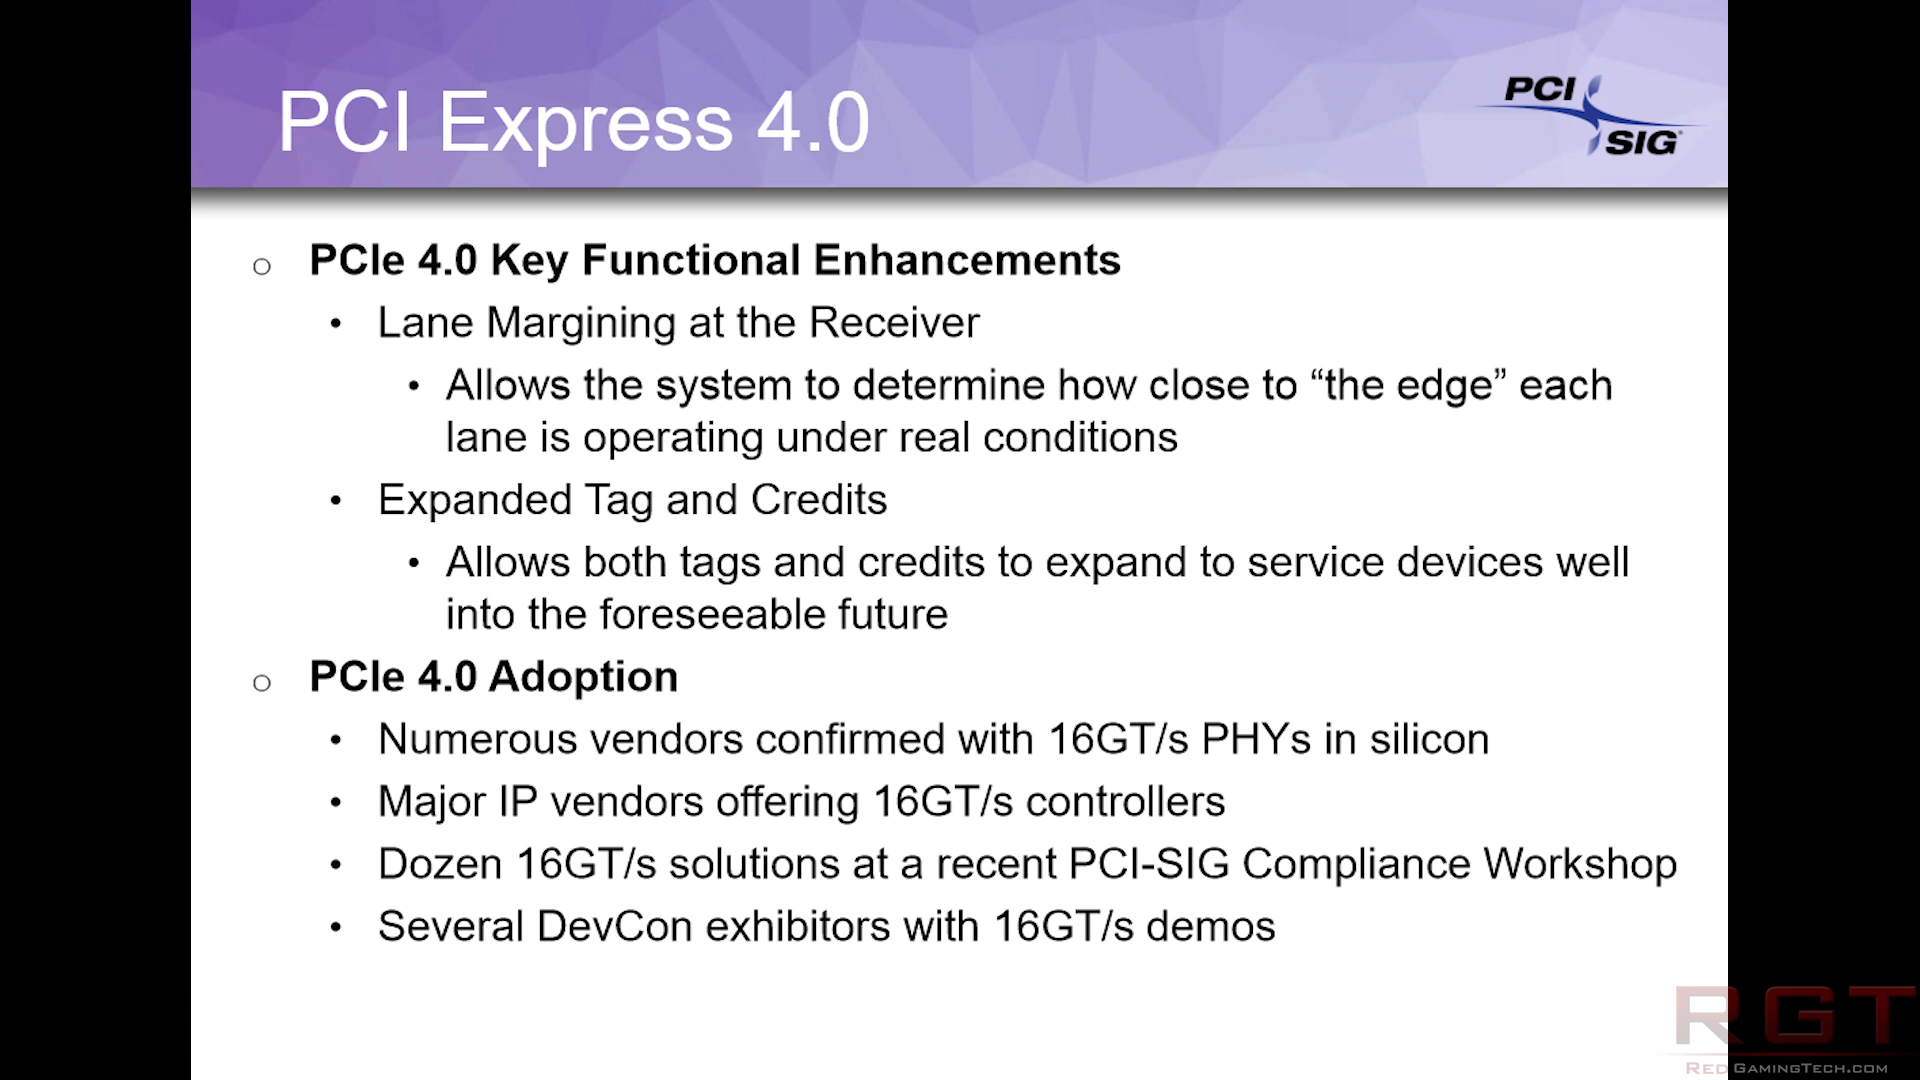 PCI Express 4.0
PCI
SIG
○ PCIe 4.0 Key Functional Enhancements
• Lane Margining at the Receiver
• Allows the system to determine how close to “the edge” each
lane is operating under real conditions
• Expanded Tag and Credits
• Allows both tags and credits to expand to service devices well
into the foreseeable future
○ PCIe 4.0 Adoption
• Numerous vendors confirmed with 16GT/s PHYs in silicon
• Major IP vendors offering 16GT/s controllers
• Dozen 16GT/s solutions at a recent PCI-SIG Compliance Workshop
• Several DevCon exhibitors with 16GT/s demos
RGT
REDGAMINGTECH.COM